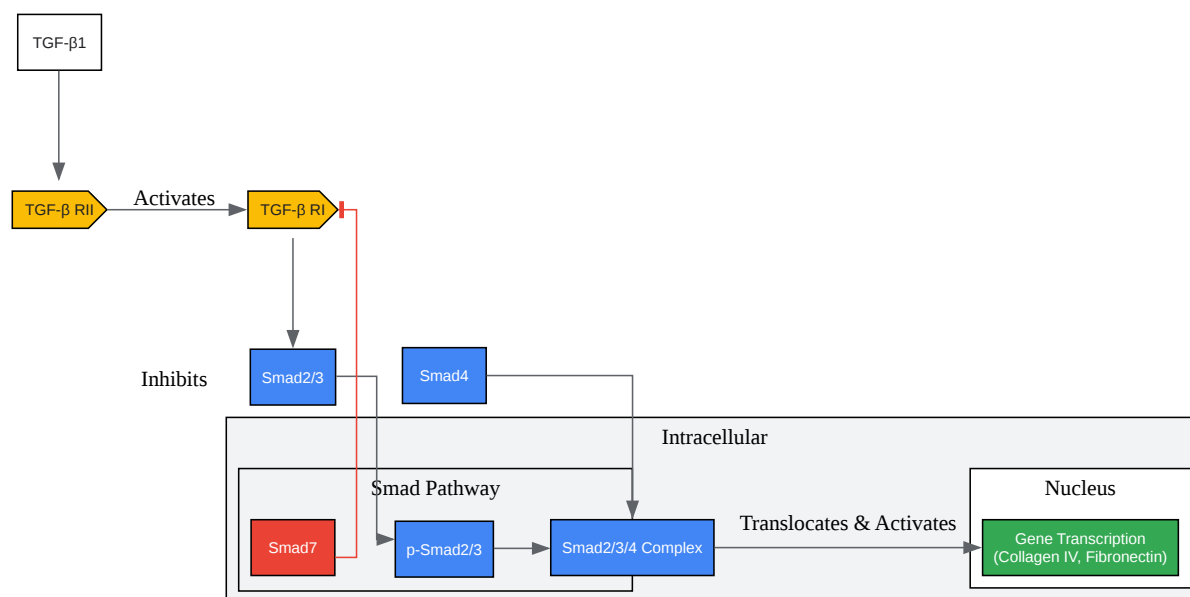 TGF-β1
TGF-β RII
Activates
TGF-β RI
Inhibits
Smad2/3
Smad4
Intracellular
Smad Pathway
Nucleus
Smad7
p-Smad2/3
Smad2/3/4 Complex
Translocates & Activates
Gene Transcription
(Collagen IV, Fibronectin)